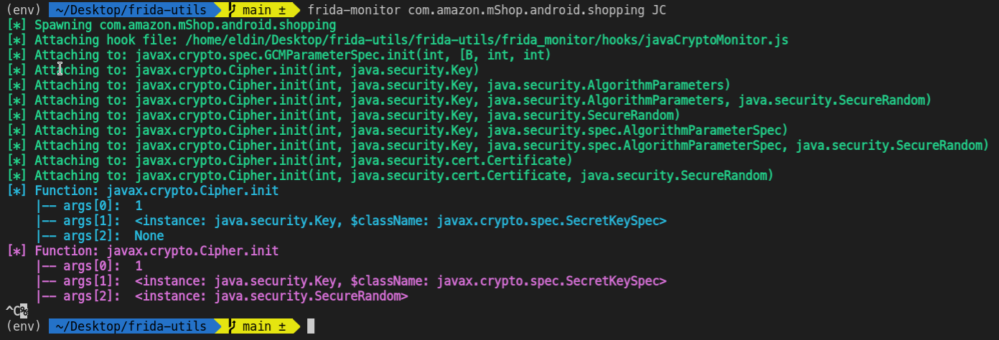 (env) ~/Desktop/frida-utils main ± frida-monitor com.amazon.mShop.android.shopping JC
[*] Spawning com.amazon.mShop.android.shopping
[*] Attaching hook file: /home/eldin/Desktop/frida-utils/frida-utils/frida_monitor/hooks/javaCryptoMonitor.js
[*] Attaching to: javax.crypto.spec.GCMParameterSpec.init(int, [B, int, int)
[*] Attaching to: javax.crypto.Cipher.init(int, java.security.Key)
[*] Attaching to: javax.crypto.Cipher.init(int, java.security.Key, java.security.AlgorithmParameters)
[*] Attaching to: javax.crypto.Cipher.init(int, java.security.Key, java.security.AlgorithmParameters, java.security.SecureRandom)
[*] Attaching to: javax.crypto.Cipher.init(int, java.security.Key, java.security.SecureRandom)
[*] Attaching to: javax.crypto.Cipher.init(int, java.security.Key, java.security.spec.AlgorithmParameterSpec)
[*] Attaching to: javax.crypto.Cipher.init(int, java.security.Key, java.security.spec.AlgorithmParameterSpec, java.security.SecureRandom)
[*] Attaching to: javax.crypto.Cipher.init(int, java.security.cert.Certificate)
[*] Attaching to: javax.crypto.Cipher.init(int, java.security.cert.Certificate, java.security.SecureRandom)
[*] Function: javax.crypto.Cipher.init
|-- args[0]: 1
|-- args[1]: <instance: java.security.Key, $className: javax.crypto.spec.SecretKeySpec>
|-- args[2]: None
[*] Function: javax.crypto.Cipher.init
|-- args[0]: 1
|-- args[1]: <instance: java.security.Key, $className: javax.crypto.spec.SecretKeySpec>
|-- args[2]: <instance: java.security.SecureRandom>
^C%
(env) ~/Desktop/frida-utils main ±